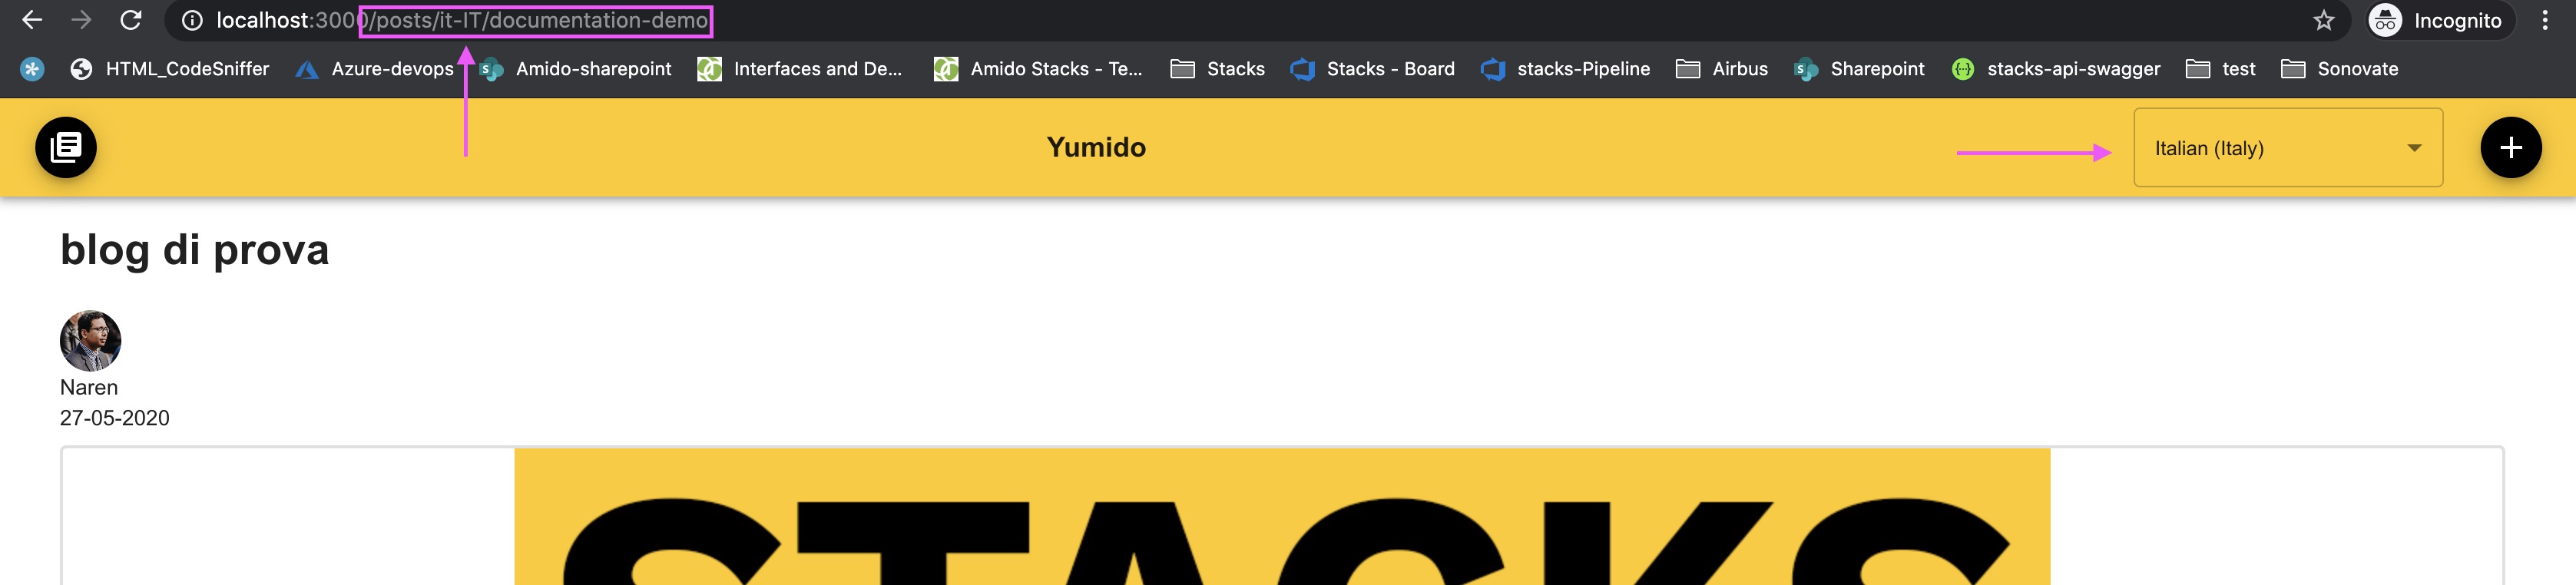 localhost:3000/posts/it-IT/documentation-demo Incognito
HTML_CodeSniffer Azure-devops Amido-sharepoint Interfaces and De... Amido Stacks - Te... Stacks Stacks - Board stacks-Pipeline Airbus Sharepoint stacks-api-swagger test Sonovate
Yumido Italian (Italy)
blog di prova
Naren
27-05-2020
STACKS